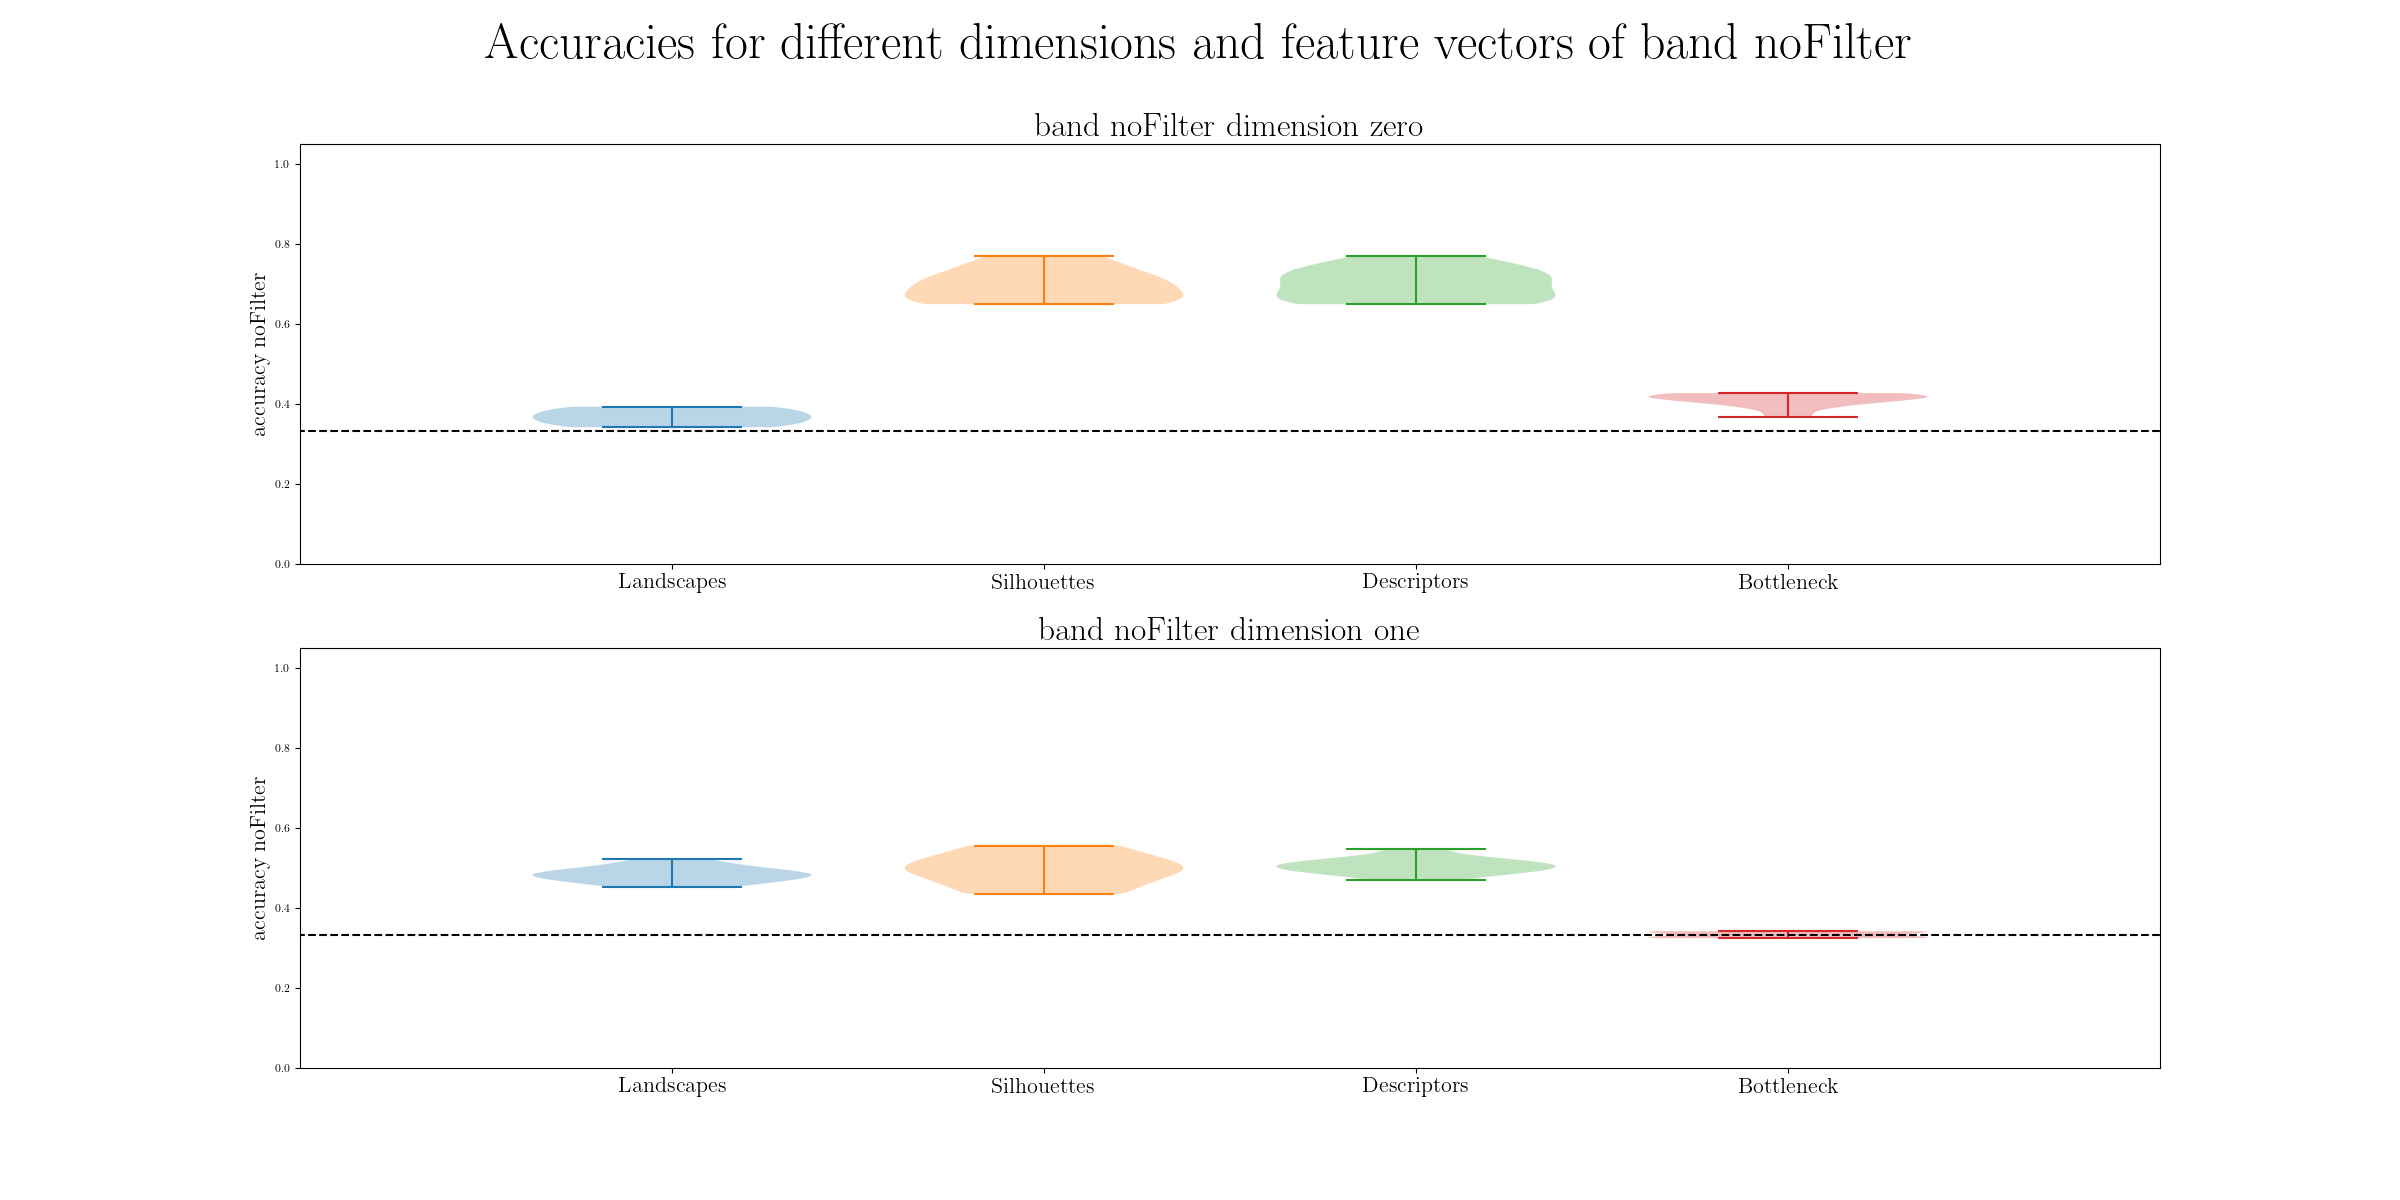 Accuracies for different dimensions and feature vectors of band noFilter
band noFilter dimension zero
accuracy noFilter
1.0
0.8
0.6
0.4
0.2
0.0
Landscapes Silhouettes Descriptors Bottleneck
band noFilter dimension one
accuracy noFilter
1.0
0.8
0.6
0.4
0.2
0.0
Landscapes Silhouettes Descriptors Bottleneck